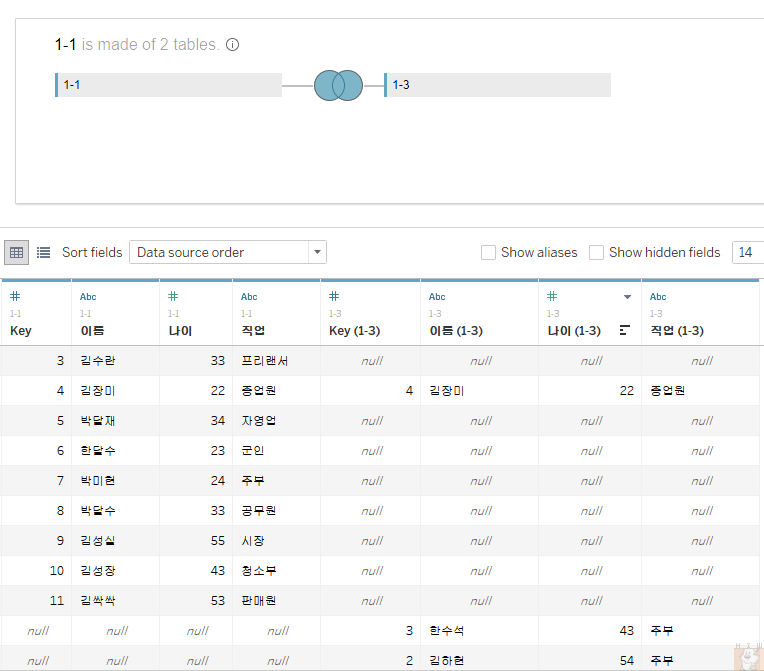 1-1 is made of 2 tables.
1-1
1-3
Sort fields Data source order
Show aliases Show hidden fields 14
# Abc # Abc # Abc # Abc
1-1 1-1 1-1 1-1 1-3 1-3 1-3 1-3
Key 이름 나이 직업 Key (1-3) 이름 (1-3) 나이 (1-3) 직업 (1-3)
3 김수란 33 프리랜서 null null null null
4 김장미 22 종업원 4 김장미 22 종업원
5 박달재 34 자영업 null null null null
6 한달수 23 군인 null null null null
7 박미현 24 주부 null null null null
8 박달수 33 공무원 null null null null
9 김성실 55 시장 null null null null
10 김성장 43 청소부 null null null null
11 김싹싹 53 판매원 null null null null
null null null null 3 한수석 43 주부
null null null null 2 김하현 54 주부